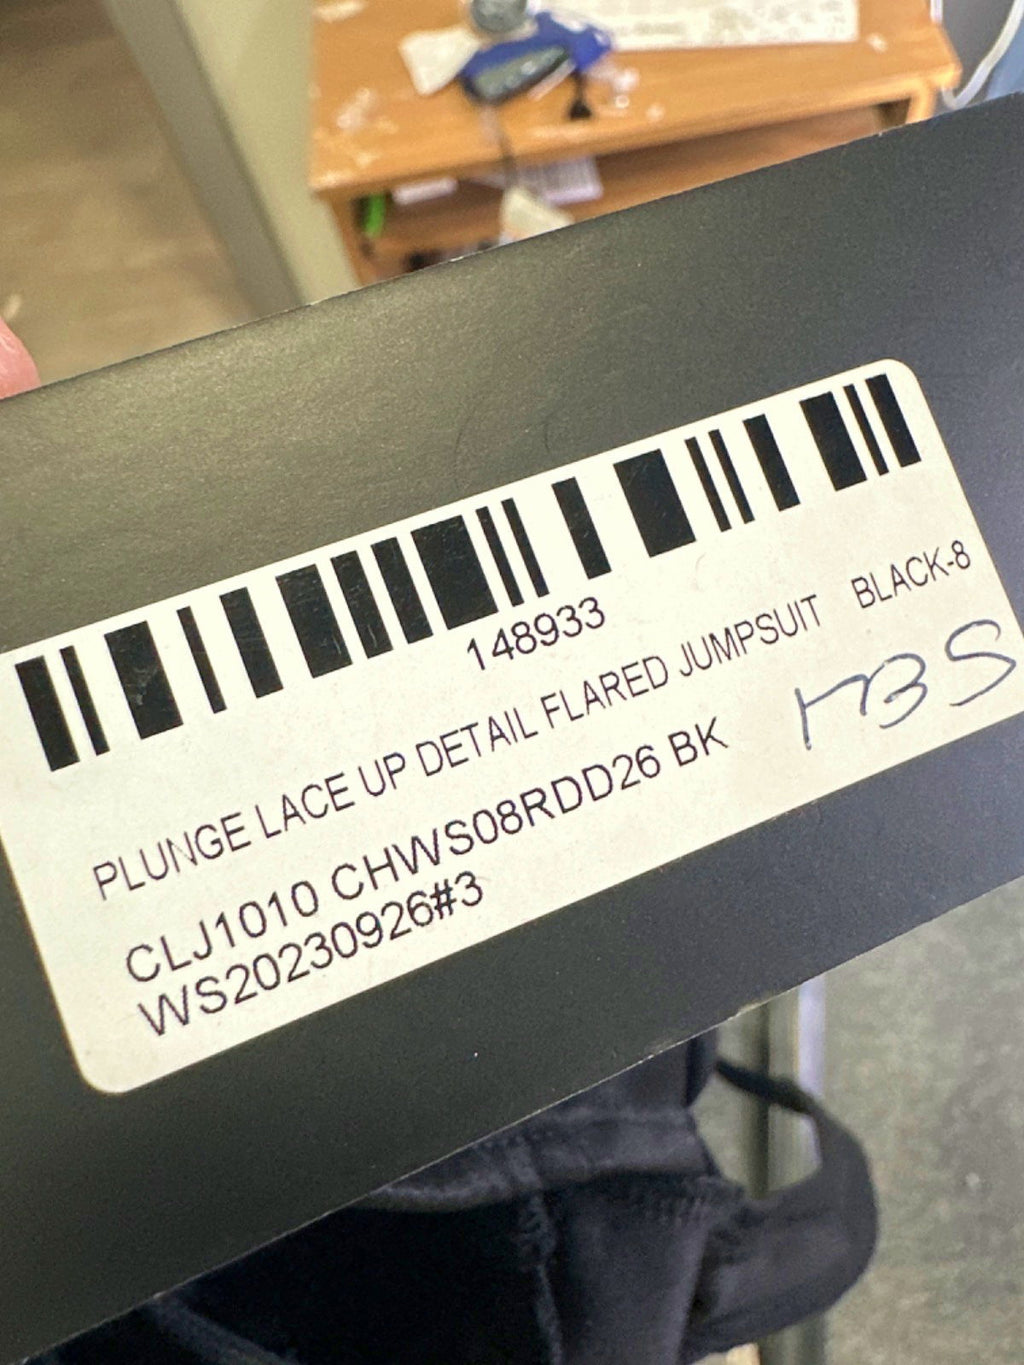 148933
PLUNGE LACE UP DETAIL FLARED JUMPSUIT BLACK-8
CLJ1010 CHWS08RDD26 BK
WS20230926#3